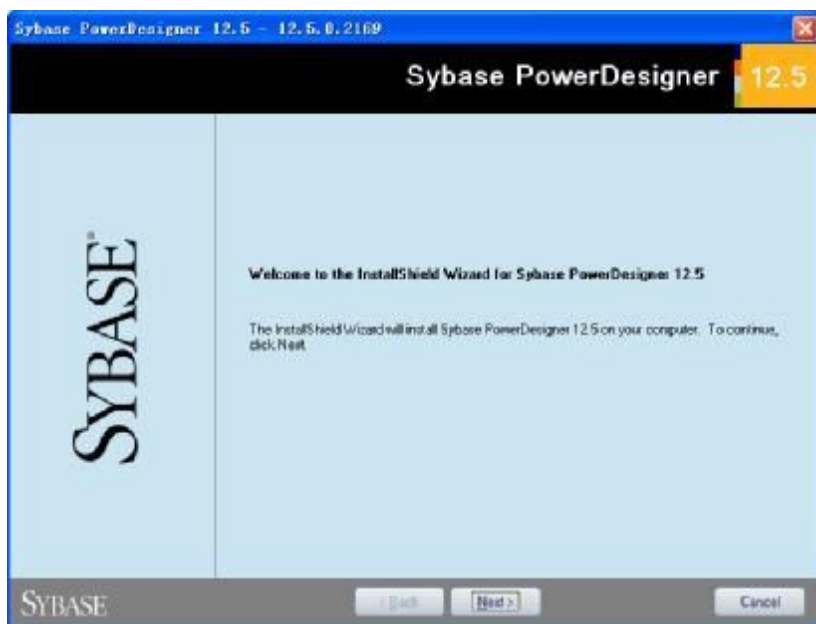 Sybase PowerDesigner 12.5 - 12.5.0.2169
Sybase PowerDesigner 12.5
SYBASE
Welcome to the InstallShield Wizard for Sybase PowerDesigner 12.5
The InstallShield Wizard will install Sybase PowerDesigner 12.5 on your computer. To continue,
click Next
SYBASE
< Back
Next >
Cancel